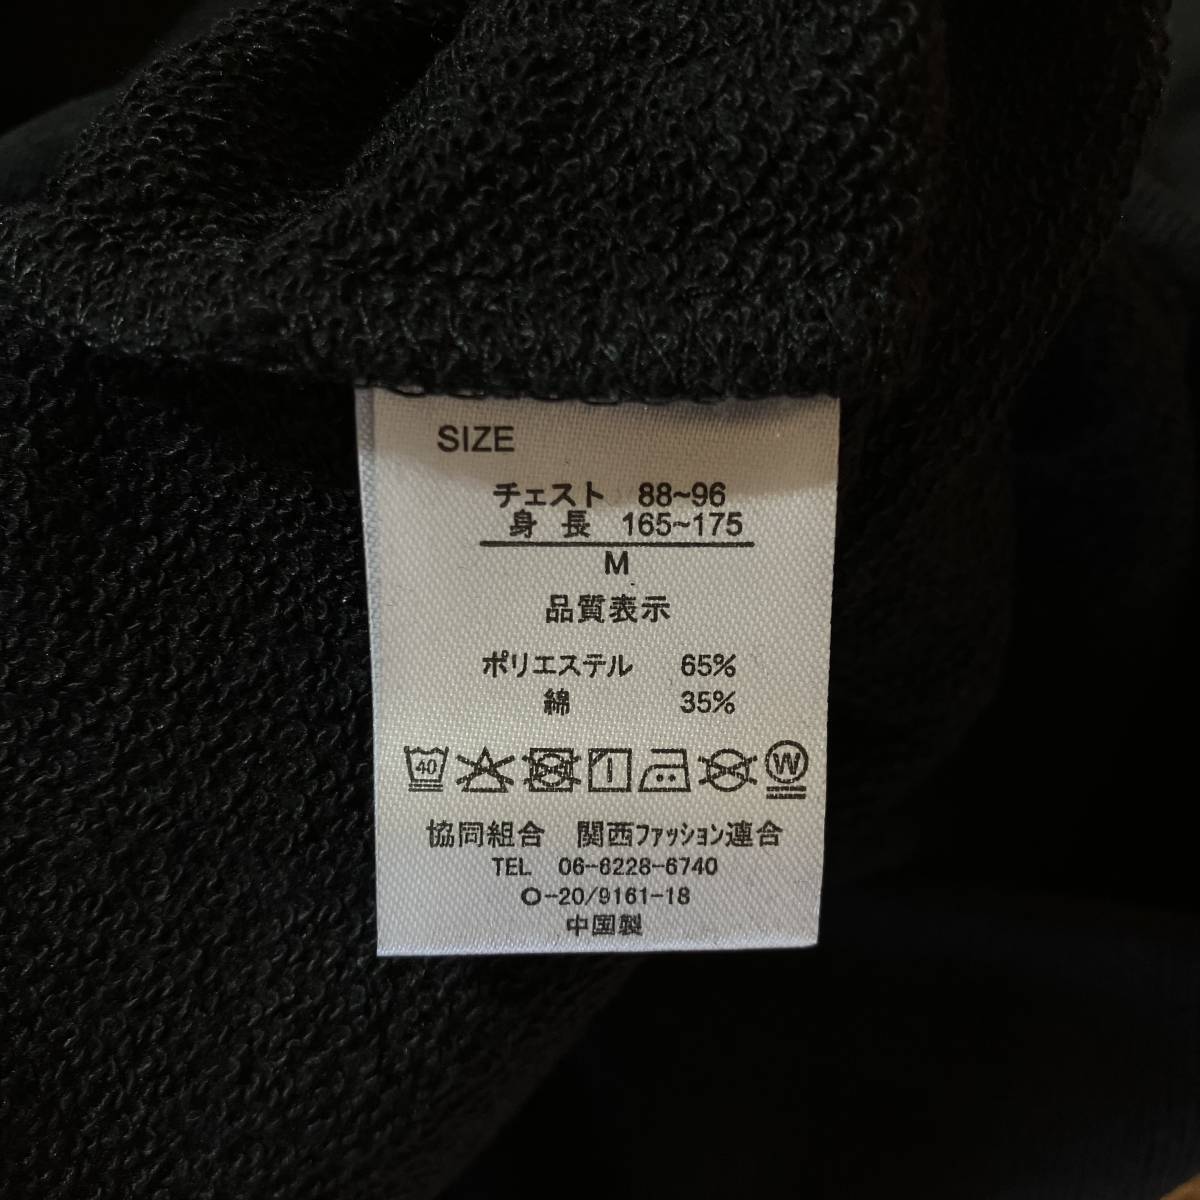 SIZE
チェスト 88~96
身長 165~175
M
品質表示
ポリエステル 65%
綿 35%
40 W
協同組合 関西ファッション連合
TEL 06-6228-6740
O-20/9161-18
中国製